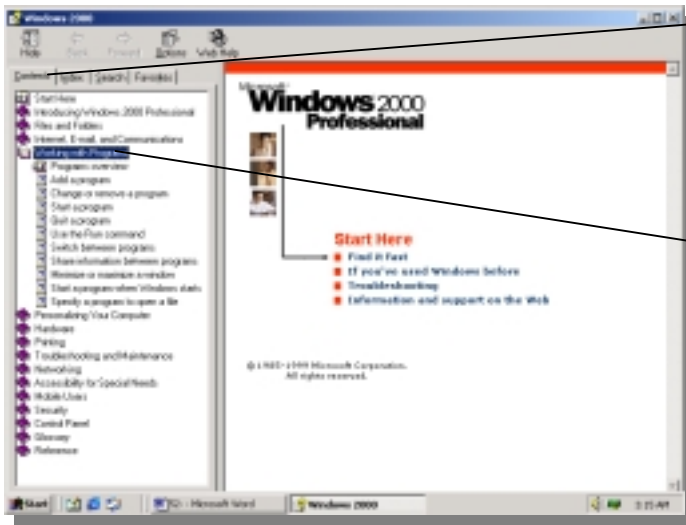 Windows 2000
Hide Back Forward Options Web Help
Contents Index Search Favorites
Start Here
Introducing Windows 2000 Professional
Files and Folders
Internet, E-mail, and Communications
Working with Programs
Programs overview
Add a program
Change or remove a program
Start a program
Quit a program
Use the Run command
Switch between programs
Share information between programs
Minimize or maximize a window
Start a program when Windows starts
Specify a program to open a file
Personalizing Your Computer
Hardware
Printing
Troubleshooting and Maintenance
Networking
Accessibility for Special Needs
Mobile Users
Security
Control Panel
Glossary
Reference
Microsoft
Windows 2000
Professional
Start Here
Find it Fast
If you've used Windows before
Troubleshooting
Information and support on the Web
© 1985-1999 Microsoft Corporation.
All rights reserved.
Start Microsoft Word Windows 2000 AM